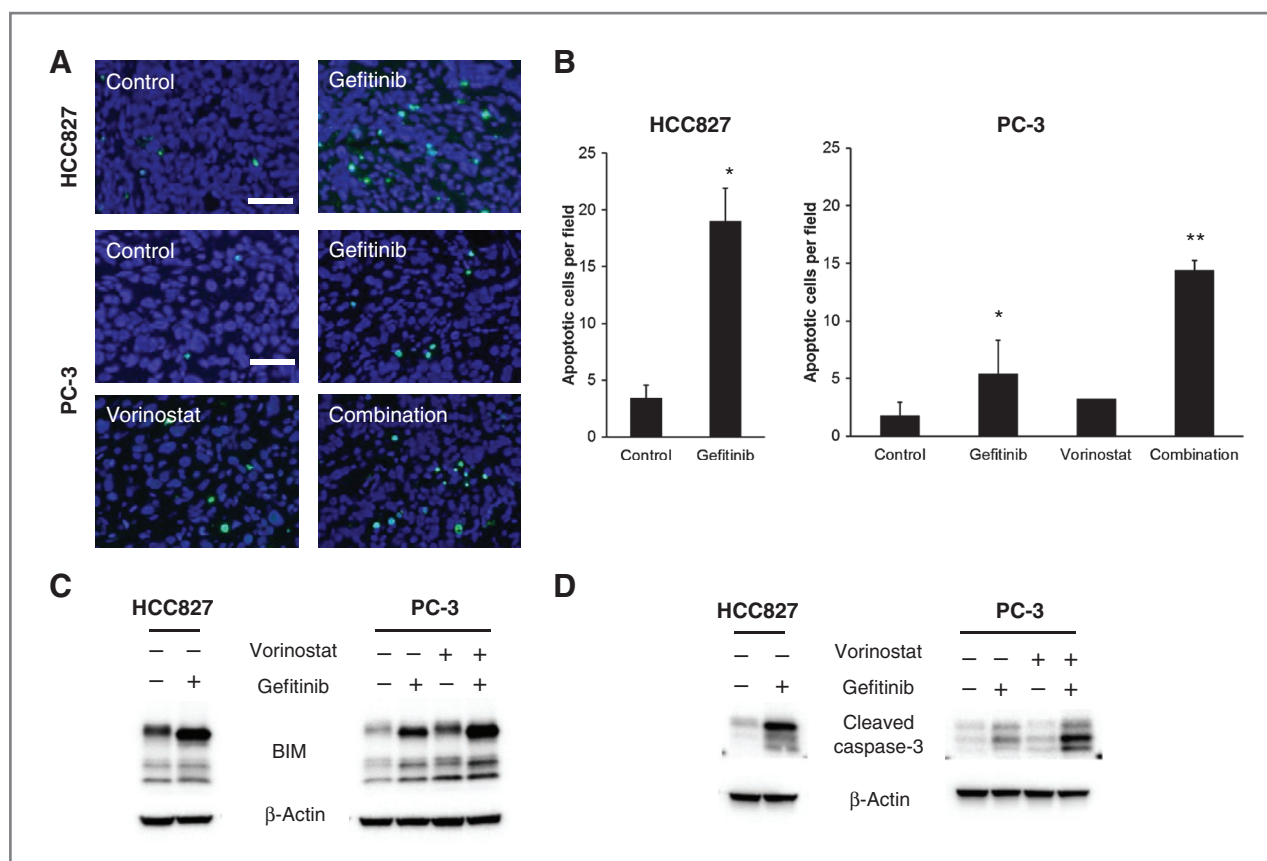 A
HCC827
Control
Gefitinib
PC-3
Control
Gefitinib
Vorinostat
Combination
B
HCC827
Apoptotic cells per field
25
20
15
10
5
0
*
Control
Gefitinib
PC-3
Apoptotic cells per field
25
20
15
10
5
0
*
**
Control
Gefitinib
Vorinostat
Combination
C
HCC827
PC-3
− − Vorinostat − − + +
− + Gefitinib − + − +
BIM
β-Actin
D
HCC827
PC-3
− − Vorinostat − − + +
− + Gefitinib − + − +
Cleaved
caspase-3
β-Actin